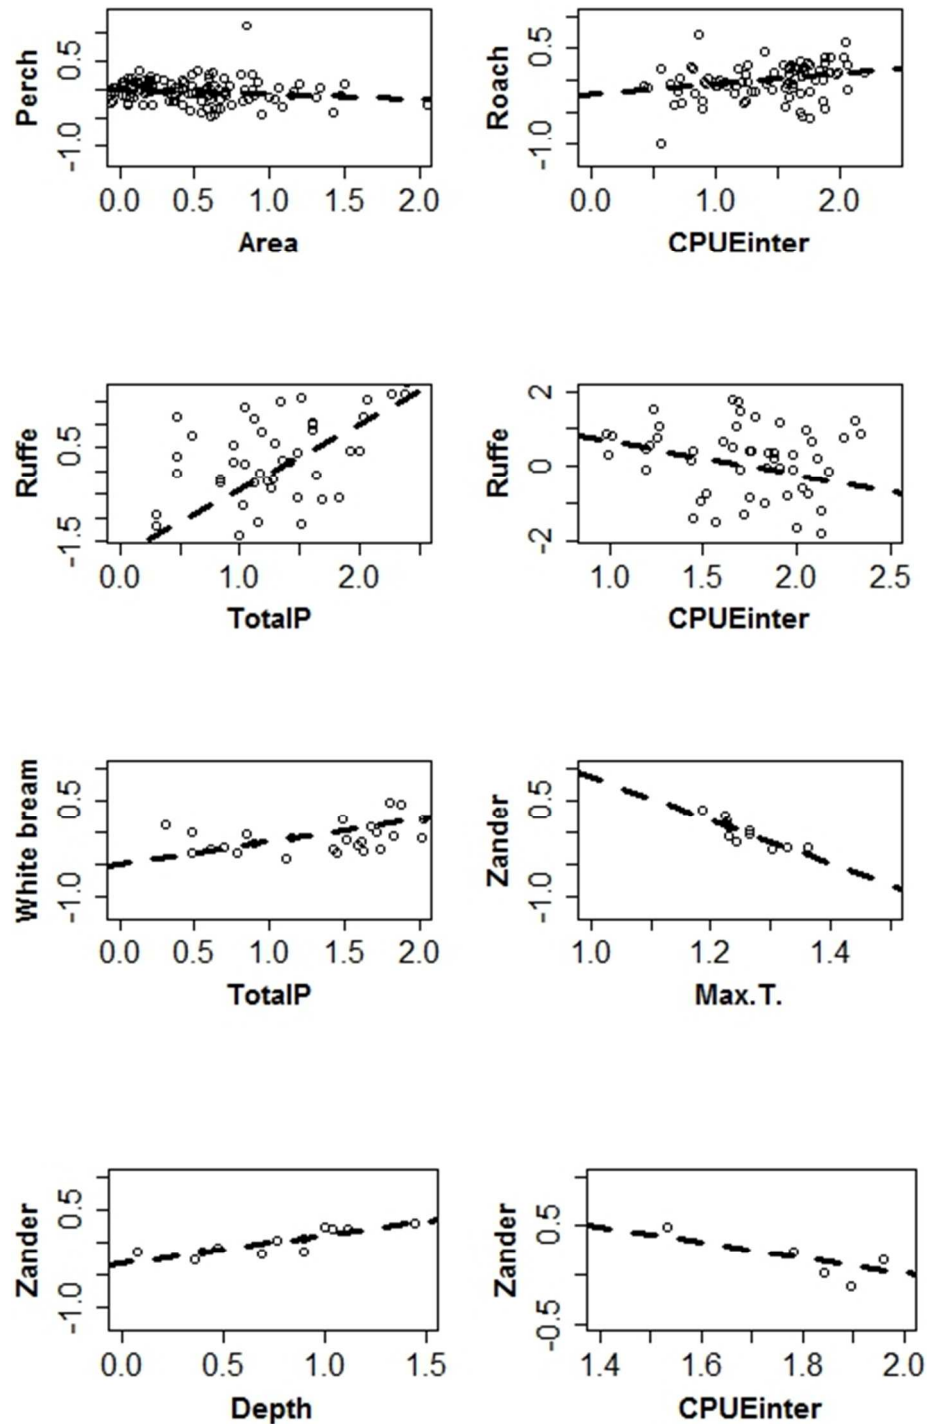 Perch
0.5
-1.0
0.0 0.5 1.0 1.5 2.0
Area
Roach
0.5
-1.0
0.0 1.0 2.0
CPUEinter
Ruffe
0.5
-1.5
0.0 1.0 2.0
TotalP
Ruffe
2
0
-2
1.0 1.5 2.0 2.5
CPUEinter
White bream
0.5
-1.0
0.0 0.5 1.0 1.5 2.0
TotalP
Zander
0.5
-1.0
1.0 1.2 1.4
Max.T.
Zander
0.5
-1.0
0.0 0.5 1.0 1.5
Depth
Zander
0.5
-0.5
1.4 1.6 1.8 2.0
CPUEinter